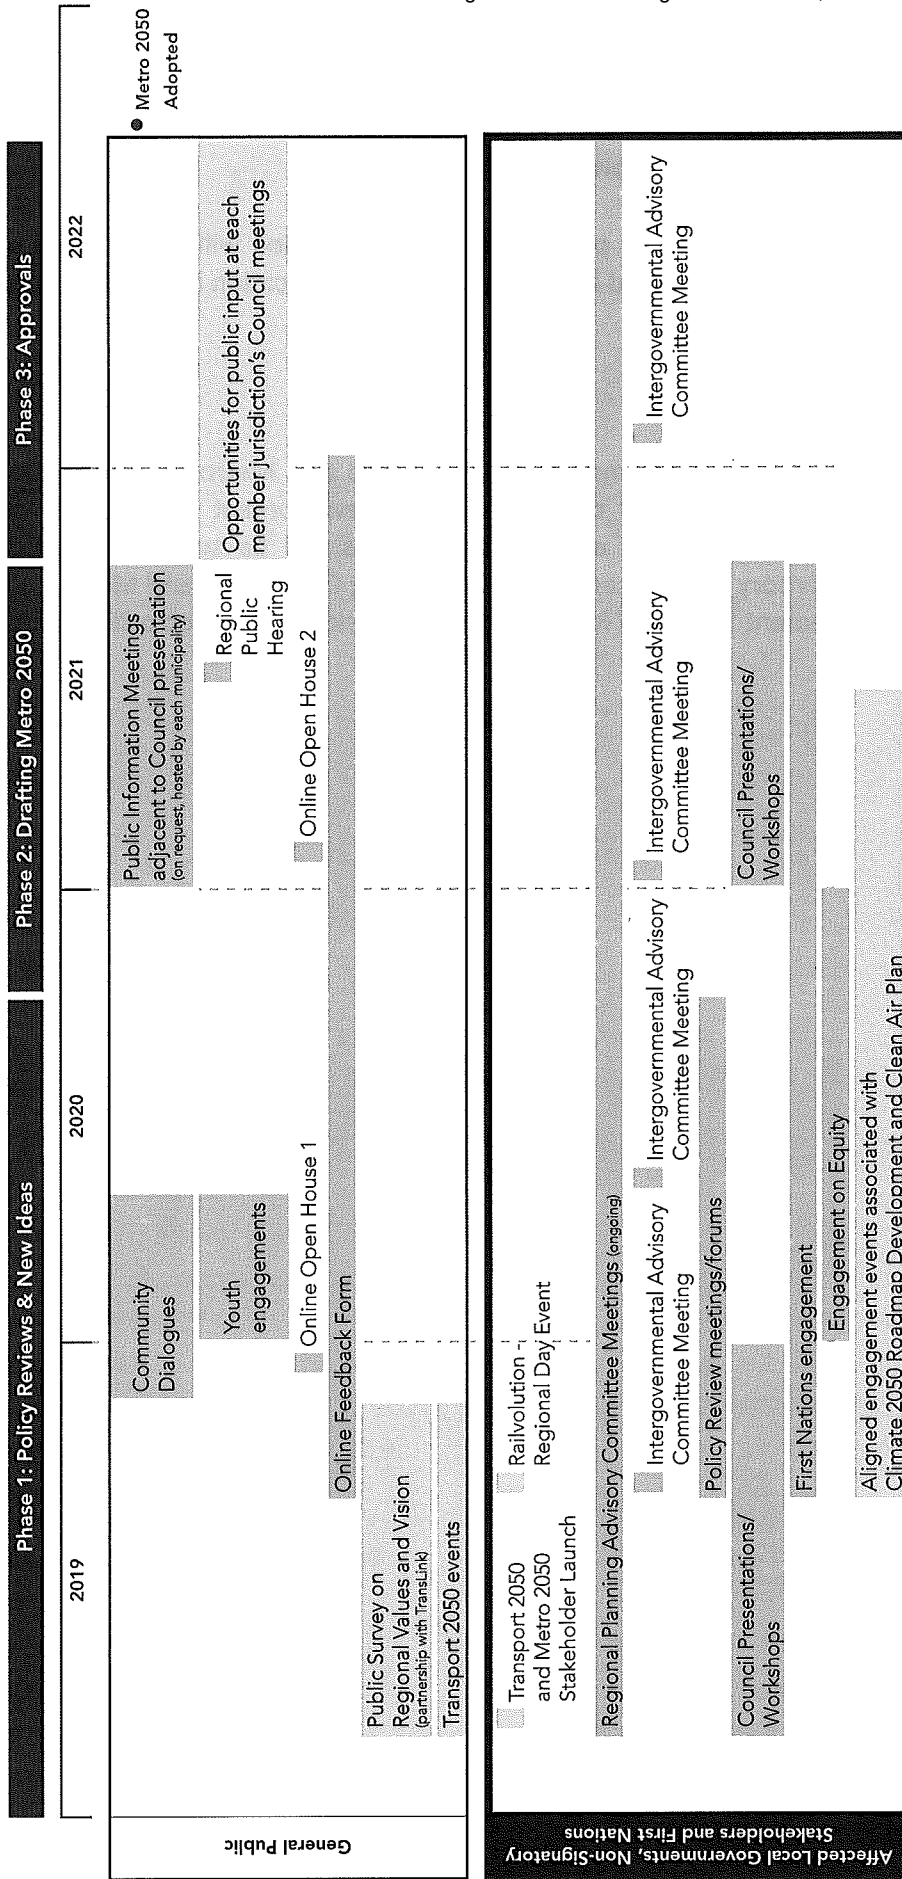 Phase 1: Policy Reviews & New Ideas
Phase 2: Drafting Metro 2050
Phase 3: Approvals
2019
2020
2021
2022
● Metro 2050
Adopted
General Public
Community
Dialogues
Public Information Meetings
adjacent to Council presentation
(on request, hosted by each municipality)
Youth
engagements
Regional
Public
Hearing
Opportunities for public input at each
member jurisdiction's Council meetings
Online Open House 1
Online Open House 2
Online Feedback Form
Public Survey on
Regional Values and Vision
(partnership with TransLink)
Transport 2050 events
Affected Local Governments, Non-Signatory
Stakeholders and First Nations
Transport 2050
and Metro 2050
Stakeholder Launch
Railvolution -
Regional Day Event
Regional Planning Advisory Committee Meetings (ongoing)
Intergovernmental Advisory
Committee Meeting
Intergovernmental Advisory
Committee Meeting
Intergovernmental Advisory
Committee Meeting
Intergovernmental Advisory
Committee Meeting
Policy Review meetings/forums
Council Presentations/
Workshops
Council Presentations/
Workshops
First Nations engagement
Engagement on Equity
Aligned engagement events associated with
Climate 2050 Roadmap Development and Clean Air Plan